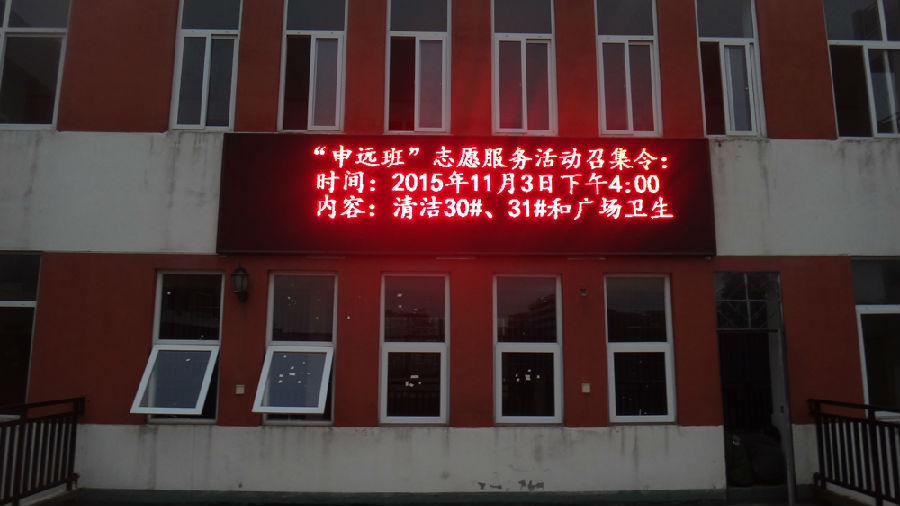 “申远班”志愿服务活动召集令：
时间：2015年11月3日下午4:00
内容：清洁30#、31#和广场卫生